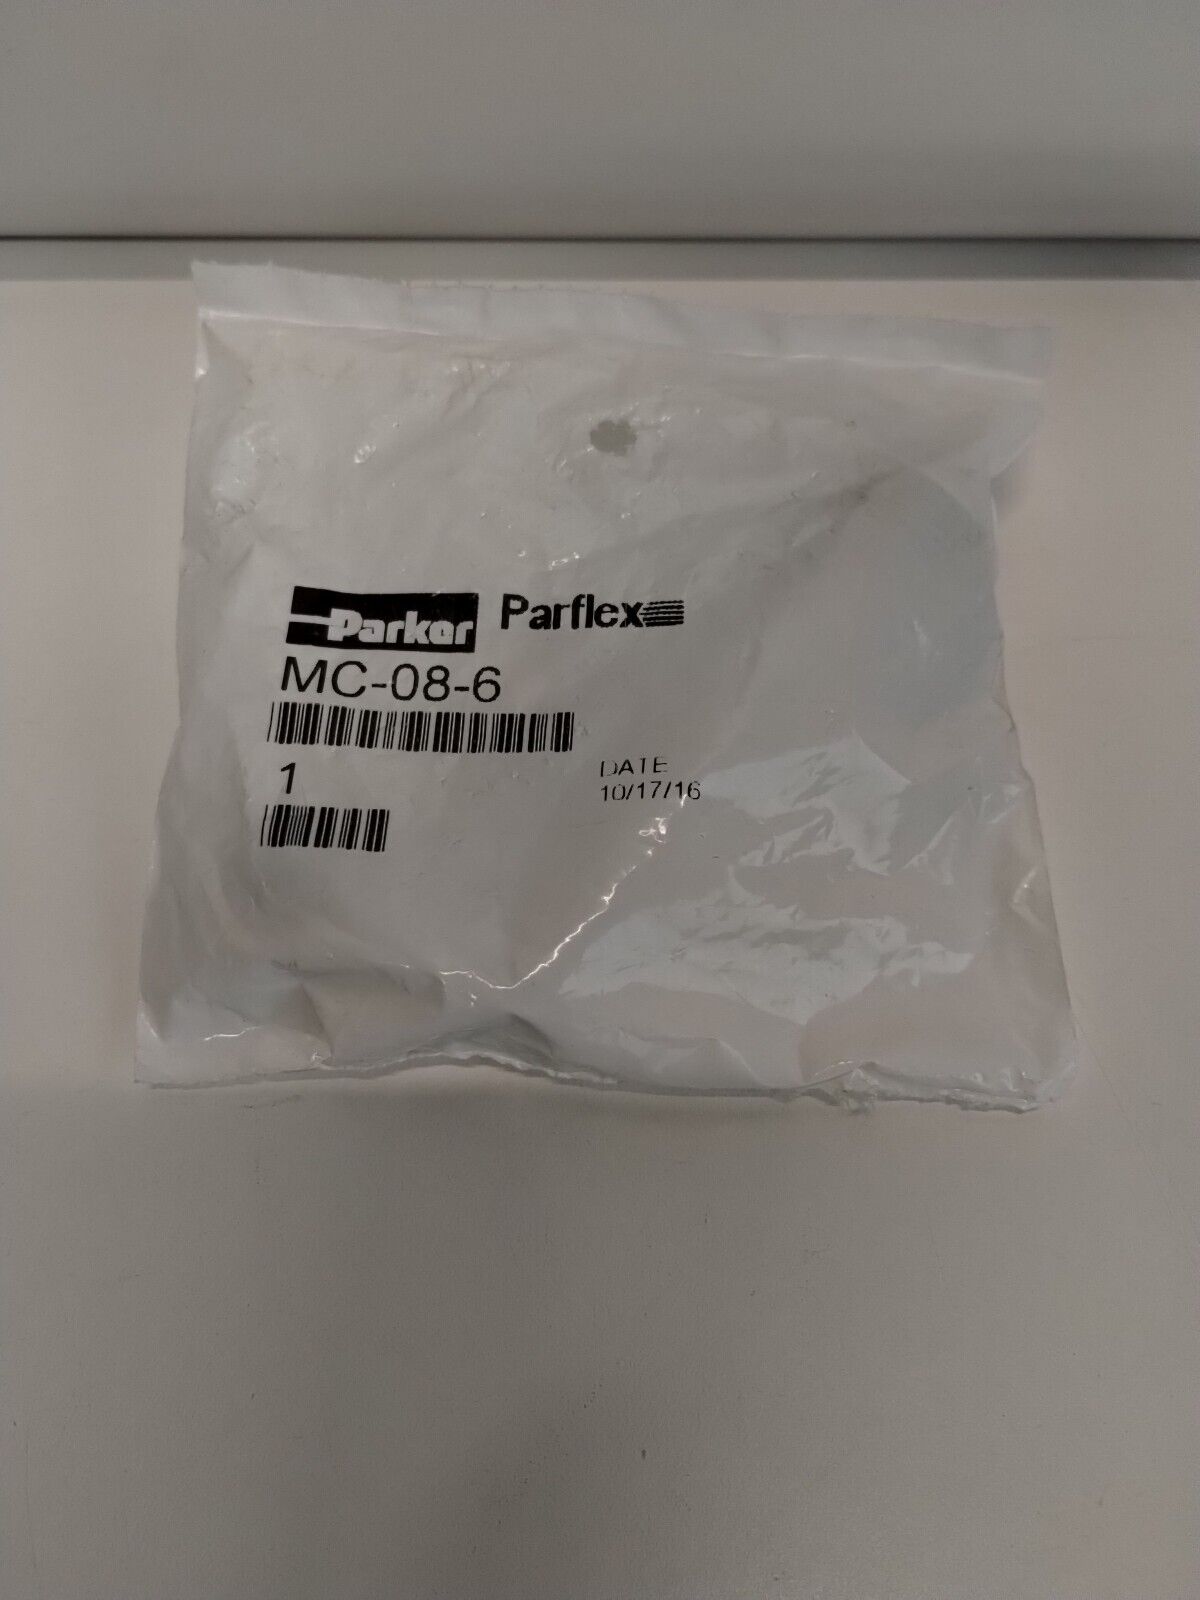 Parker Parflex
MC-08-6
1
DATE
10/17/16